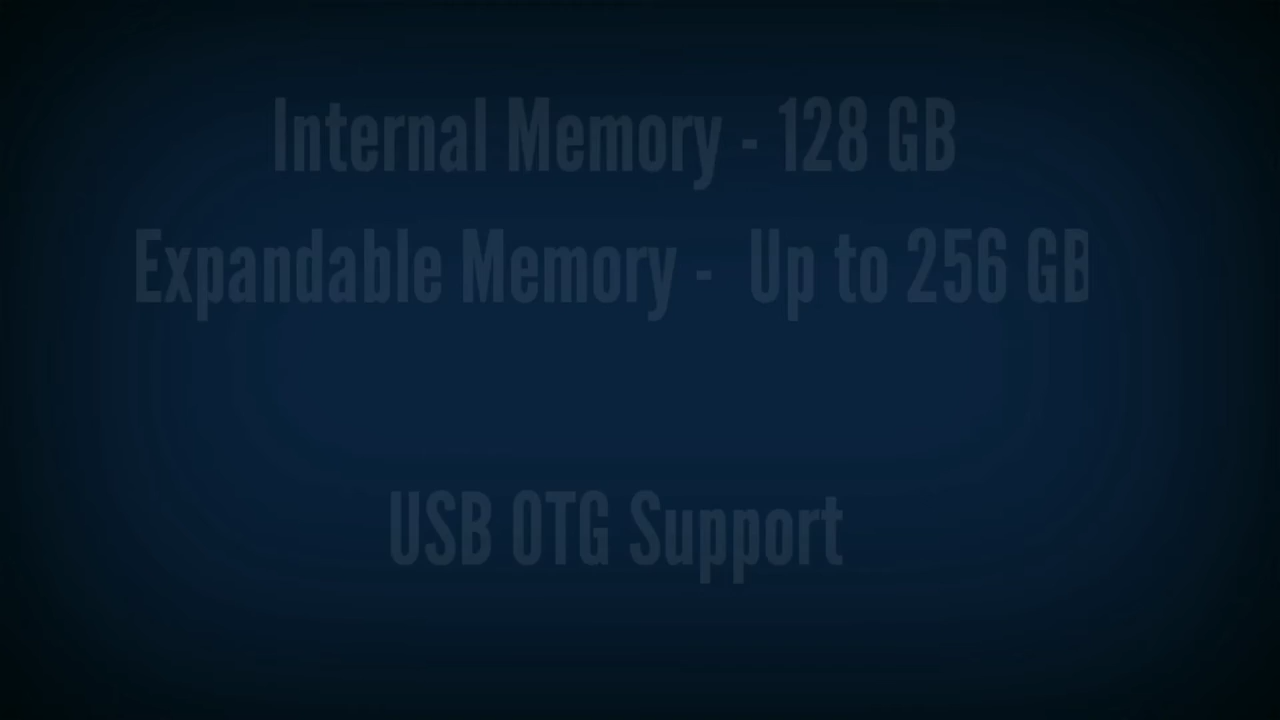 Internal Memory - 128 GB
Expandable Memory - Up to 256 GB
USB OTG Support